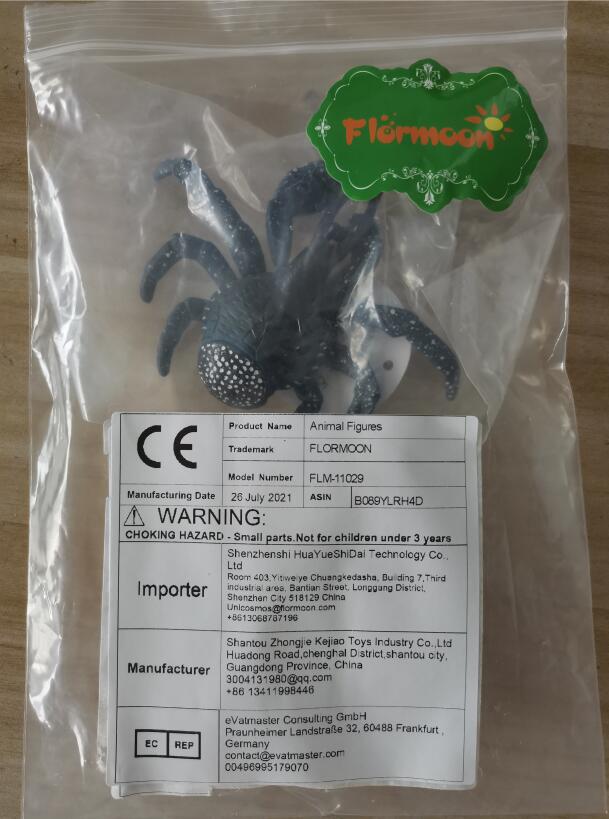 Flörmoon
CE
Product Name Animal Figures
Trademark FLORMOON
Model Number FLM-11029
Manufacturing Date 26 July 2021 ASIN B089YLRH4D
WARNING:
CHOKING HAZARD - Small parts.Not for children under 3 years
Importer
Shenzhenshi HuaYueShiDai Technology Co.,
Ltd
Room 403,Yitiweiye Chuangkedasha, Building 7,Third
industrial area, Bantian Street, Longgang District,
Shenzhen City 518129 China
Unicosmos@flormoon.com
+8613068787196
Manufacturer
Shantou Zhongjie Kejiao Toys Industry Co.,Ltd
Huadong Road,chenghai District,shantou city,
Guangdong Province, China
3004131980@qq.com
+86 13411998446
EC REP
eVatmaster Consulting GmbH
Praunheimer Landstraße 32, 60488 Frankfurt ,
Germany
contact@evatmaster.com
00496995179070